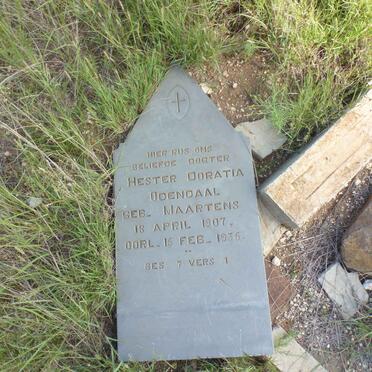 HIER RUS ONS
GELIEFDE DOGTER
HESTER DORATIA
ODENDAAL
GEB. MAARTENS
18 APRIL 1907.
OORL. 15 FEB. 1936.
GES 7 VERS 1